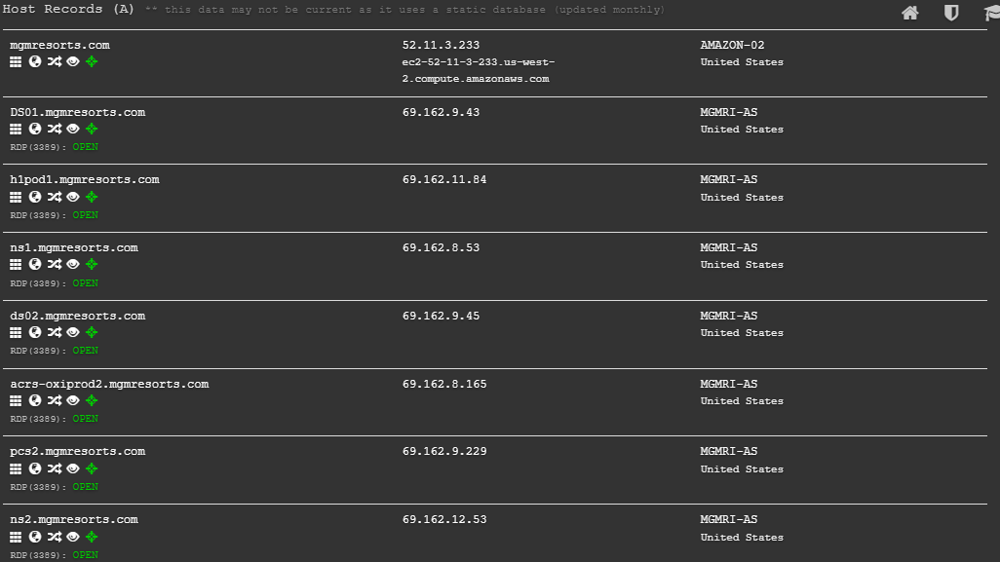 Host Records (A) ** this data may not be current as it uses a static database (updated monthly)
mgmresorts.com 52.11.3.233 AMAZON-02
ec2-52-11-3-233.us-west- United States
2.compute.amazonaws.com
DS01.mgmresorts.com 69.162.9.43 MGMRI-AS
United States
RDP(3389): OPEN
h1pod1.mgmresorts.com 69.162.11.84 MGMRI-AS
United States
RDP(3389): OPEN
ns1.mgmresorts.com 69.162.8.53 MGMRI-AS
United States
RDP(3389): OPEN
ds02.mgmresorts.com 69.162.9.45 MGMRI-AS
United States
RDP(3389): OPEN
acrs-oxiprod2.mgmresorts.com 69.162.8.165 MGMRI-AS
United States
RDP(3389): OPEN
pcs2.mgmresorts.com 69.162.9.229 MGMRI-AS
United States
RDP(3389): OPEN
ns2.mgmresorts.com 69.162.12.53 MGMRI-AS
United States
RDP(3389): OPEN